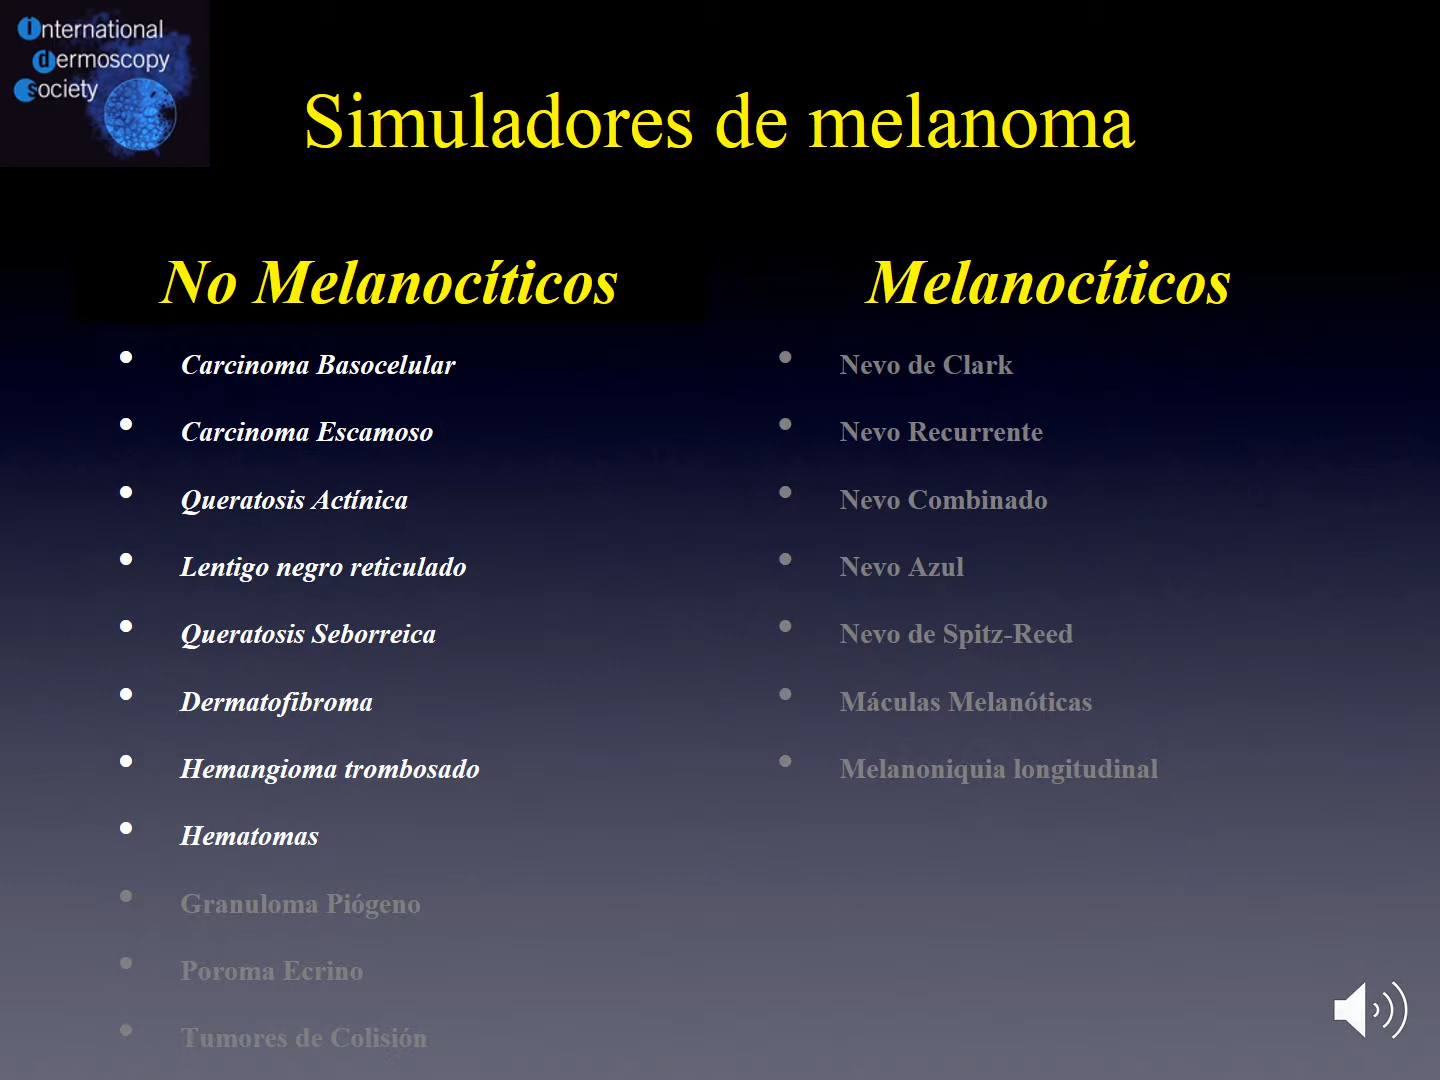 international
dermoscopy
society
Simuladores de melanoma
No Melanocíticos
• Carcinoma Basocelular
• Carcinoma Escamoso
• Queratosis Actínica
• Lentigo negro reticulado
• Queratosis Seborreica
• Dermatofibroma
• Hemangioma trombosado
• Hematomas
• Granuloma Piógeno
• Poroma Ecrino
• Tumores de Colisión
Melanocíticos
• Nevo de Clark
• Nevo Recurrente
• Nevo Combinado
• Nevo Azul
• Nevo de Spitz-Reed
• Máculas Melanóticas
• Melanoniquia longitudinal